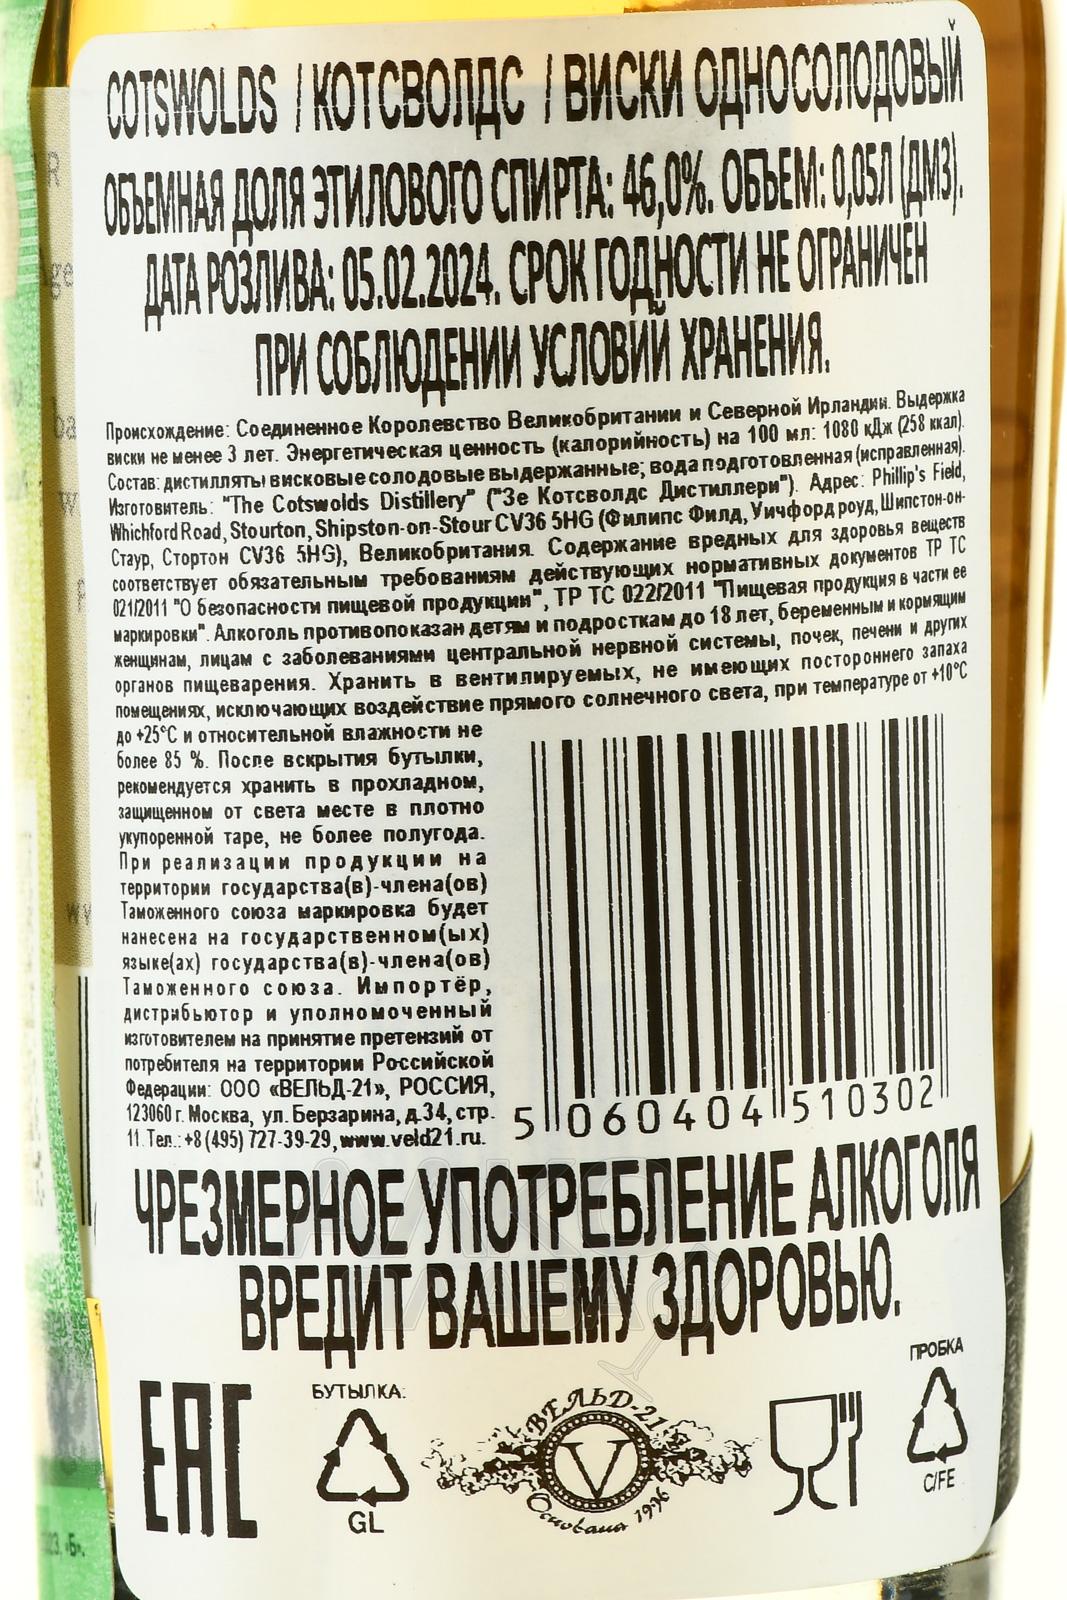 COTSWOLDS / КОТСВОЛДС / ВИСКИ ОДНОСОЛОДОВЫЙ
ОБЪЕМНАЯ ДОЛЯ ЭТИЛОВОГО СПИРТА: 46,0%. ОБЪЕМ: 0,05Л (ДМ3).
ДАТА РОЗЛИВА: 05.02.2024. СРОК ГОДНОСТИ НЕ ОГРАНИЧЕН
ПРИ СОБЛЮДЕНИИ УСЛОВИЙ ХРАНЕНИЯ.
Происхождение: Соединенное Королевство Великобритании и Северной Ирландии. Выдержка
виски не менее 3 лет. Энергетическая ценность (калорийность) на 100 мл: 1080 кДж (258 ккал).
Состав: дистилляты висковые солодовые выдержанные; вода подготовленная (исправленная).
Изготовитель: "The Cotswolds Distillery" ("Зе Котсволдс Дистиллери"). Адрес: Phillip's Field,
Whichford Road, Stourton, Shipston-on-Stour CV36 5HG (Филипс Филд, Уичфорд роуд, Шипстон-он-
Стаур, Стортон CV36 5HG), Великобритания. Содержание вредных для здоровья веществ
соответствует обязательным требованиям действующих нормативных документов ТР ТС
021/2011 "О безопасности пищевой продукции", ТР ТС 022/2011 "Пищевая продукция в части ее
маркировки". Алкоголь противопоказан детям и подросткам до 18 лет, беременным и кормящим
женщинам, лицам с заболеваниями центральной нервной системы, почек, печени и других
органов пищеварения. Хранить в вентилируемых, не имеющих постороннего запаха
помещениях, исключающих воздействие прямого солнечного света, при температуре от +10°C
до +25°C и относительной влажности не
более 85 %. После вскрытия бутылки,
рекомендуется хранить в прохладном,
защищенном от света месте в плотно
укупоренной таре, не более полугода.
При реализации продукции на
территории государства(в)-члена(ов)
Таможенного союза маркировка будет
нанесена на государственном(ых)
языке(ах) государства(в)-члена(ов)
Таможенного союза. Импортёр,
дистрибьютор и уполномоченный
изготовителем на принятие претензий от
потребителя на территории Российской
Федерации: ООО «ВЕЛЬД-21», РОССИЯ,
123060 г. Москва, ул. Берзарина, д.34, стр.
11. Тел.: +8 (495) 727-39-29, www.veld21.ru.
5 060404 510302
ЧРЕЗМЕРНОЕ УПОТРЕБЛЕНИЕ АЛКОГОЛЯ
ВРЕДИТ ВАШЕМУ ЗДОРОВЬЮ.
EAC
БУТЫЛКА:
GL
ВЕЛЬД-21
V
Основана 1996
ПРОБКА
C/FE